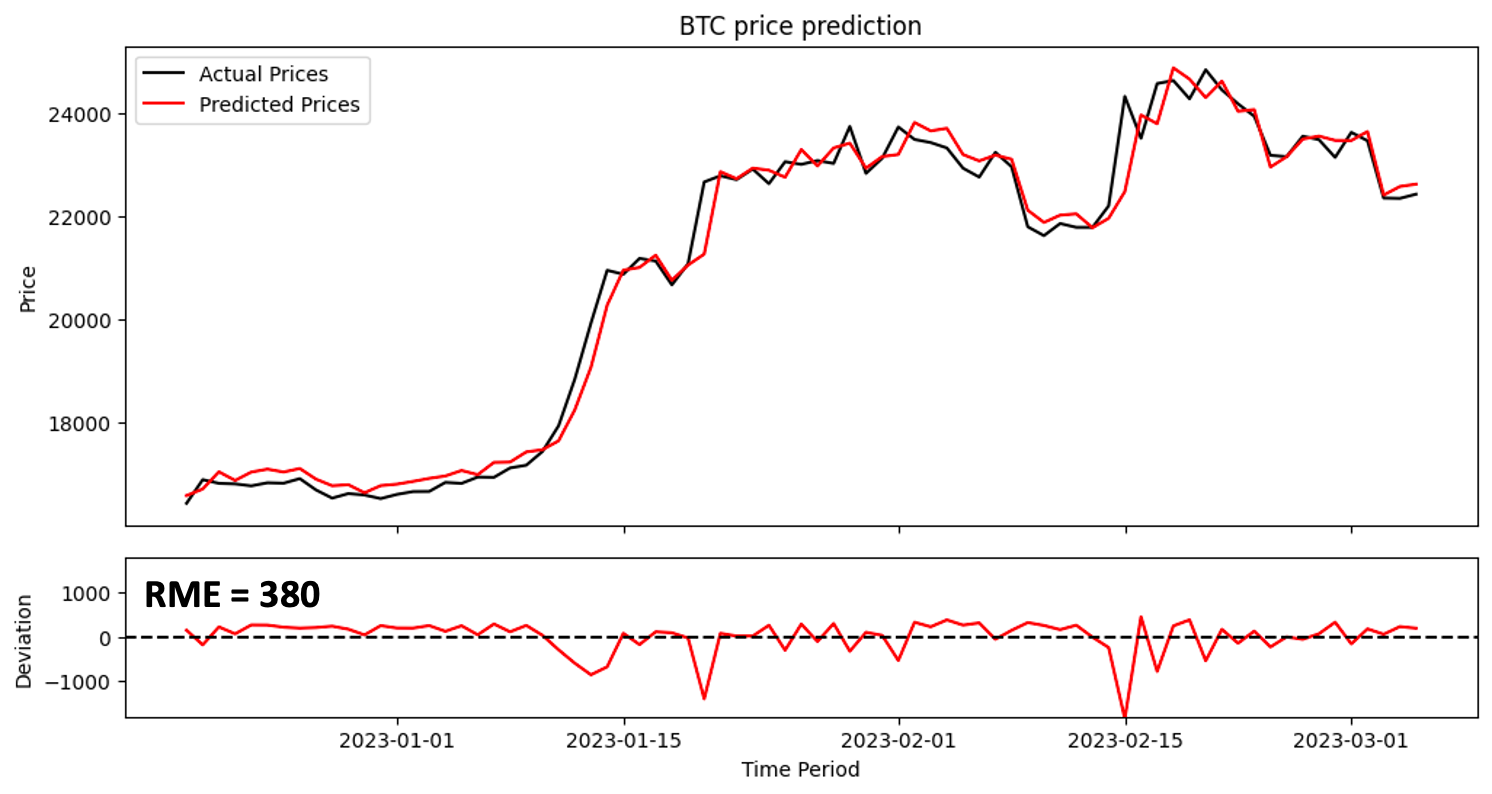 BTC price prediction
Actual Prices
Predicted Prices
24000
22000
20000
18000
Price
RME = 380
1000
0
−1000
Deviation
2023-01-01 2023-01-15 2023-02-01 2023-02-15 2023-03-01
Time Period